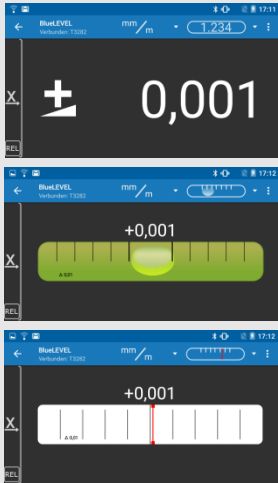 17:11
BlueLEVEL
Verbunden: T3282
mm/m
1.234
X
± 0,001
REL
17:12
BlueLEVEL
Verbunden: T3282
mm/m
+0,001
X
Δ 0,01
REL
17:12
BlueLEVEL
Verbunden: T3282
mm/m
+0,001
X
Δ 0,01
REL